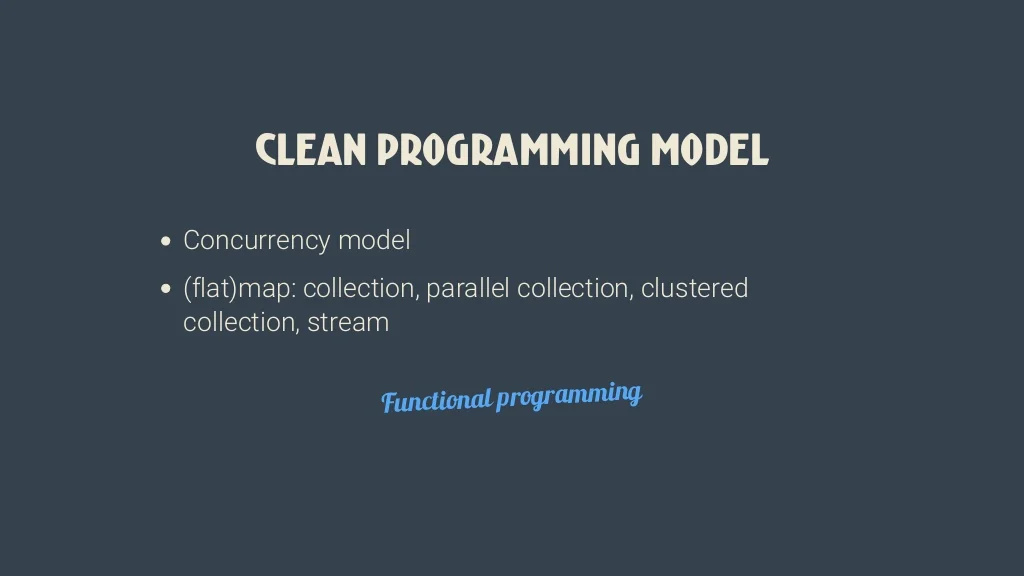 CLEAN PROGRAMMING MODEL
• Concurrency model
• (flat)map: collection, parallel collection, clustered
collection, stream
Functional programming